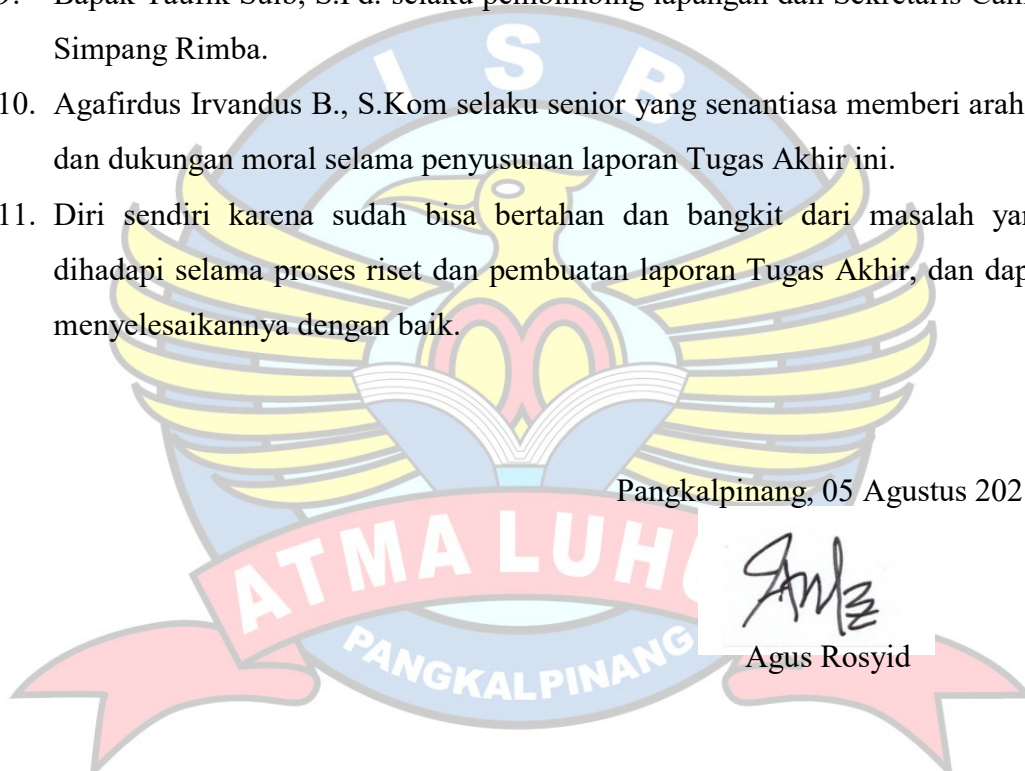 Simpang Rimba.
10. Agafirdus Irvandus B., S.Kom selaku senior yang senantiasa memberi arah
dan dukungan moral selama penyusunan laporan Tugas Akhir ini.
11. Diri sendiri karena sudah bisa bertahan dan bangkit dari masalah yan
dihadapi selama proses riset dan pembuatan laporan Tugas Akhir, dan dap
menyelesaikannya dengan baik.
Pangkalpinang, 05 Agustus 202
Agus Rosyid
ISB
ATMA LUHU
PANGKALPINANG